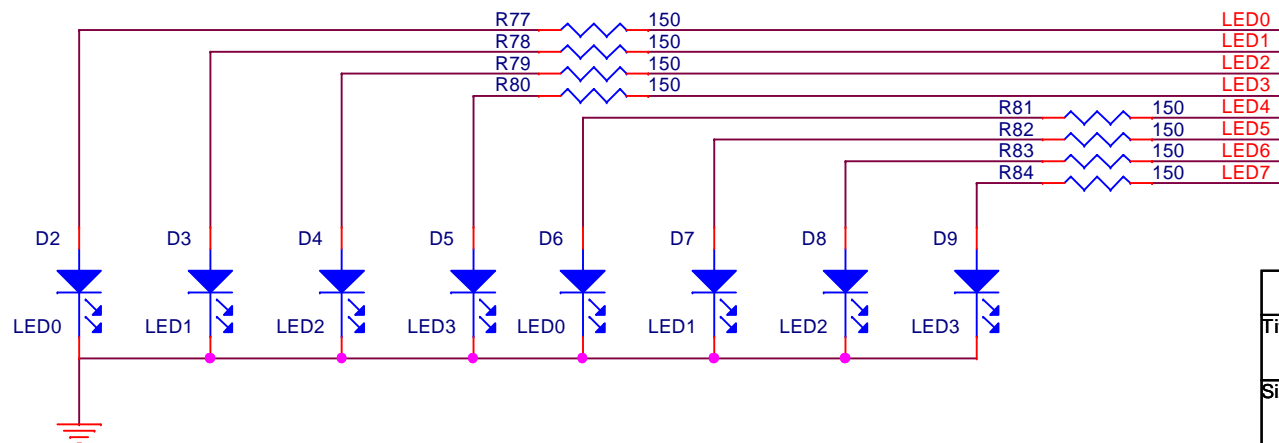 R77 150 LED0
R78 150 LED1
R79 150 LED2
R80 150 LED3
R81 150 LED4
R82 150 LED5
R83 150 LED6
R84 150 LED7
D2 D3 D4 D5 D6 D7 D8 D9
LED0 LED1 LED2 LED3 LED0 LED1 LED2 LED3
Ti
Si